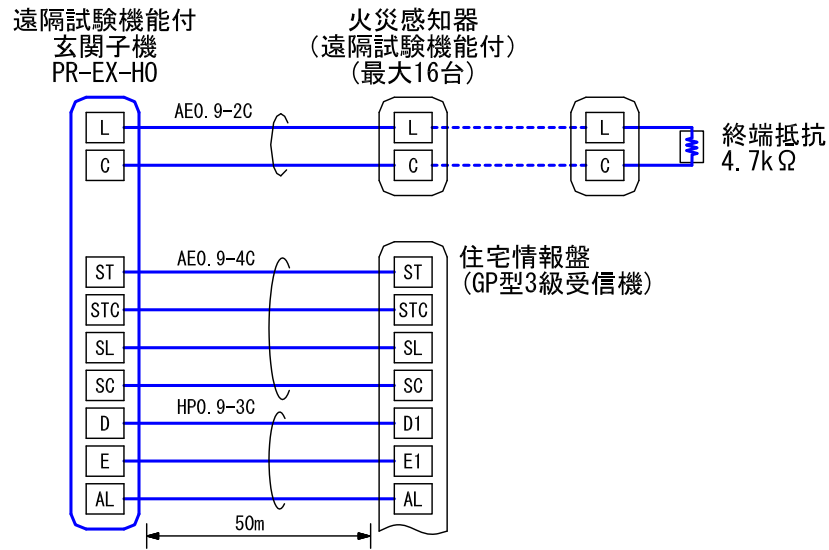 遠隔試験機能付
玄関子機
PR-EX-HO
火災感知器
(遠隔試験機能付)
(最大16台)
AE0.9-2C
L
L
L
C
C
C
終端抵抗
4.7kΩ
AE0.9-4C
住宅情報盤
(GP型3級受信機)
ST
ST
STC
STC
SL
SL
SC
SC
HP0.9-3C
D
D1
E
E1
AL
AL
50m